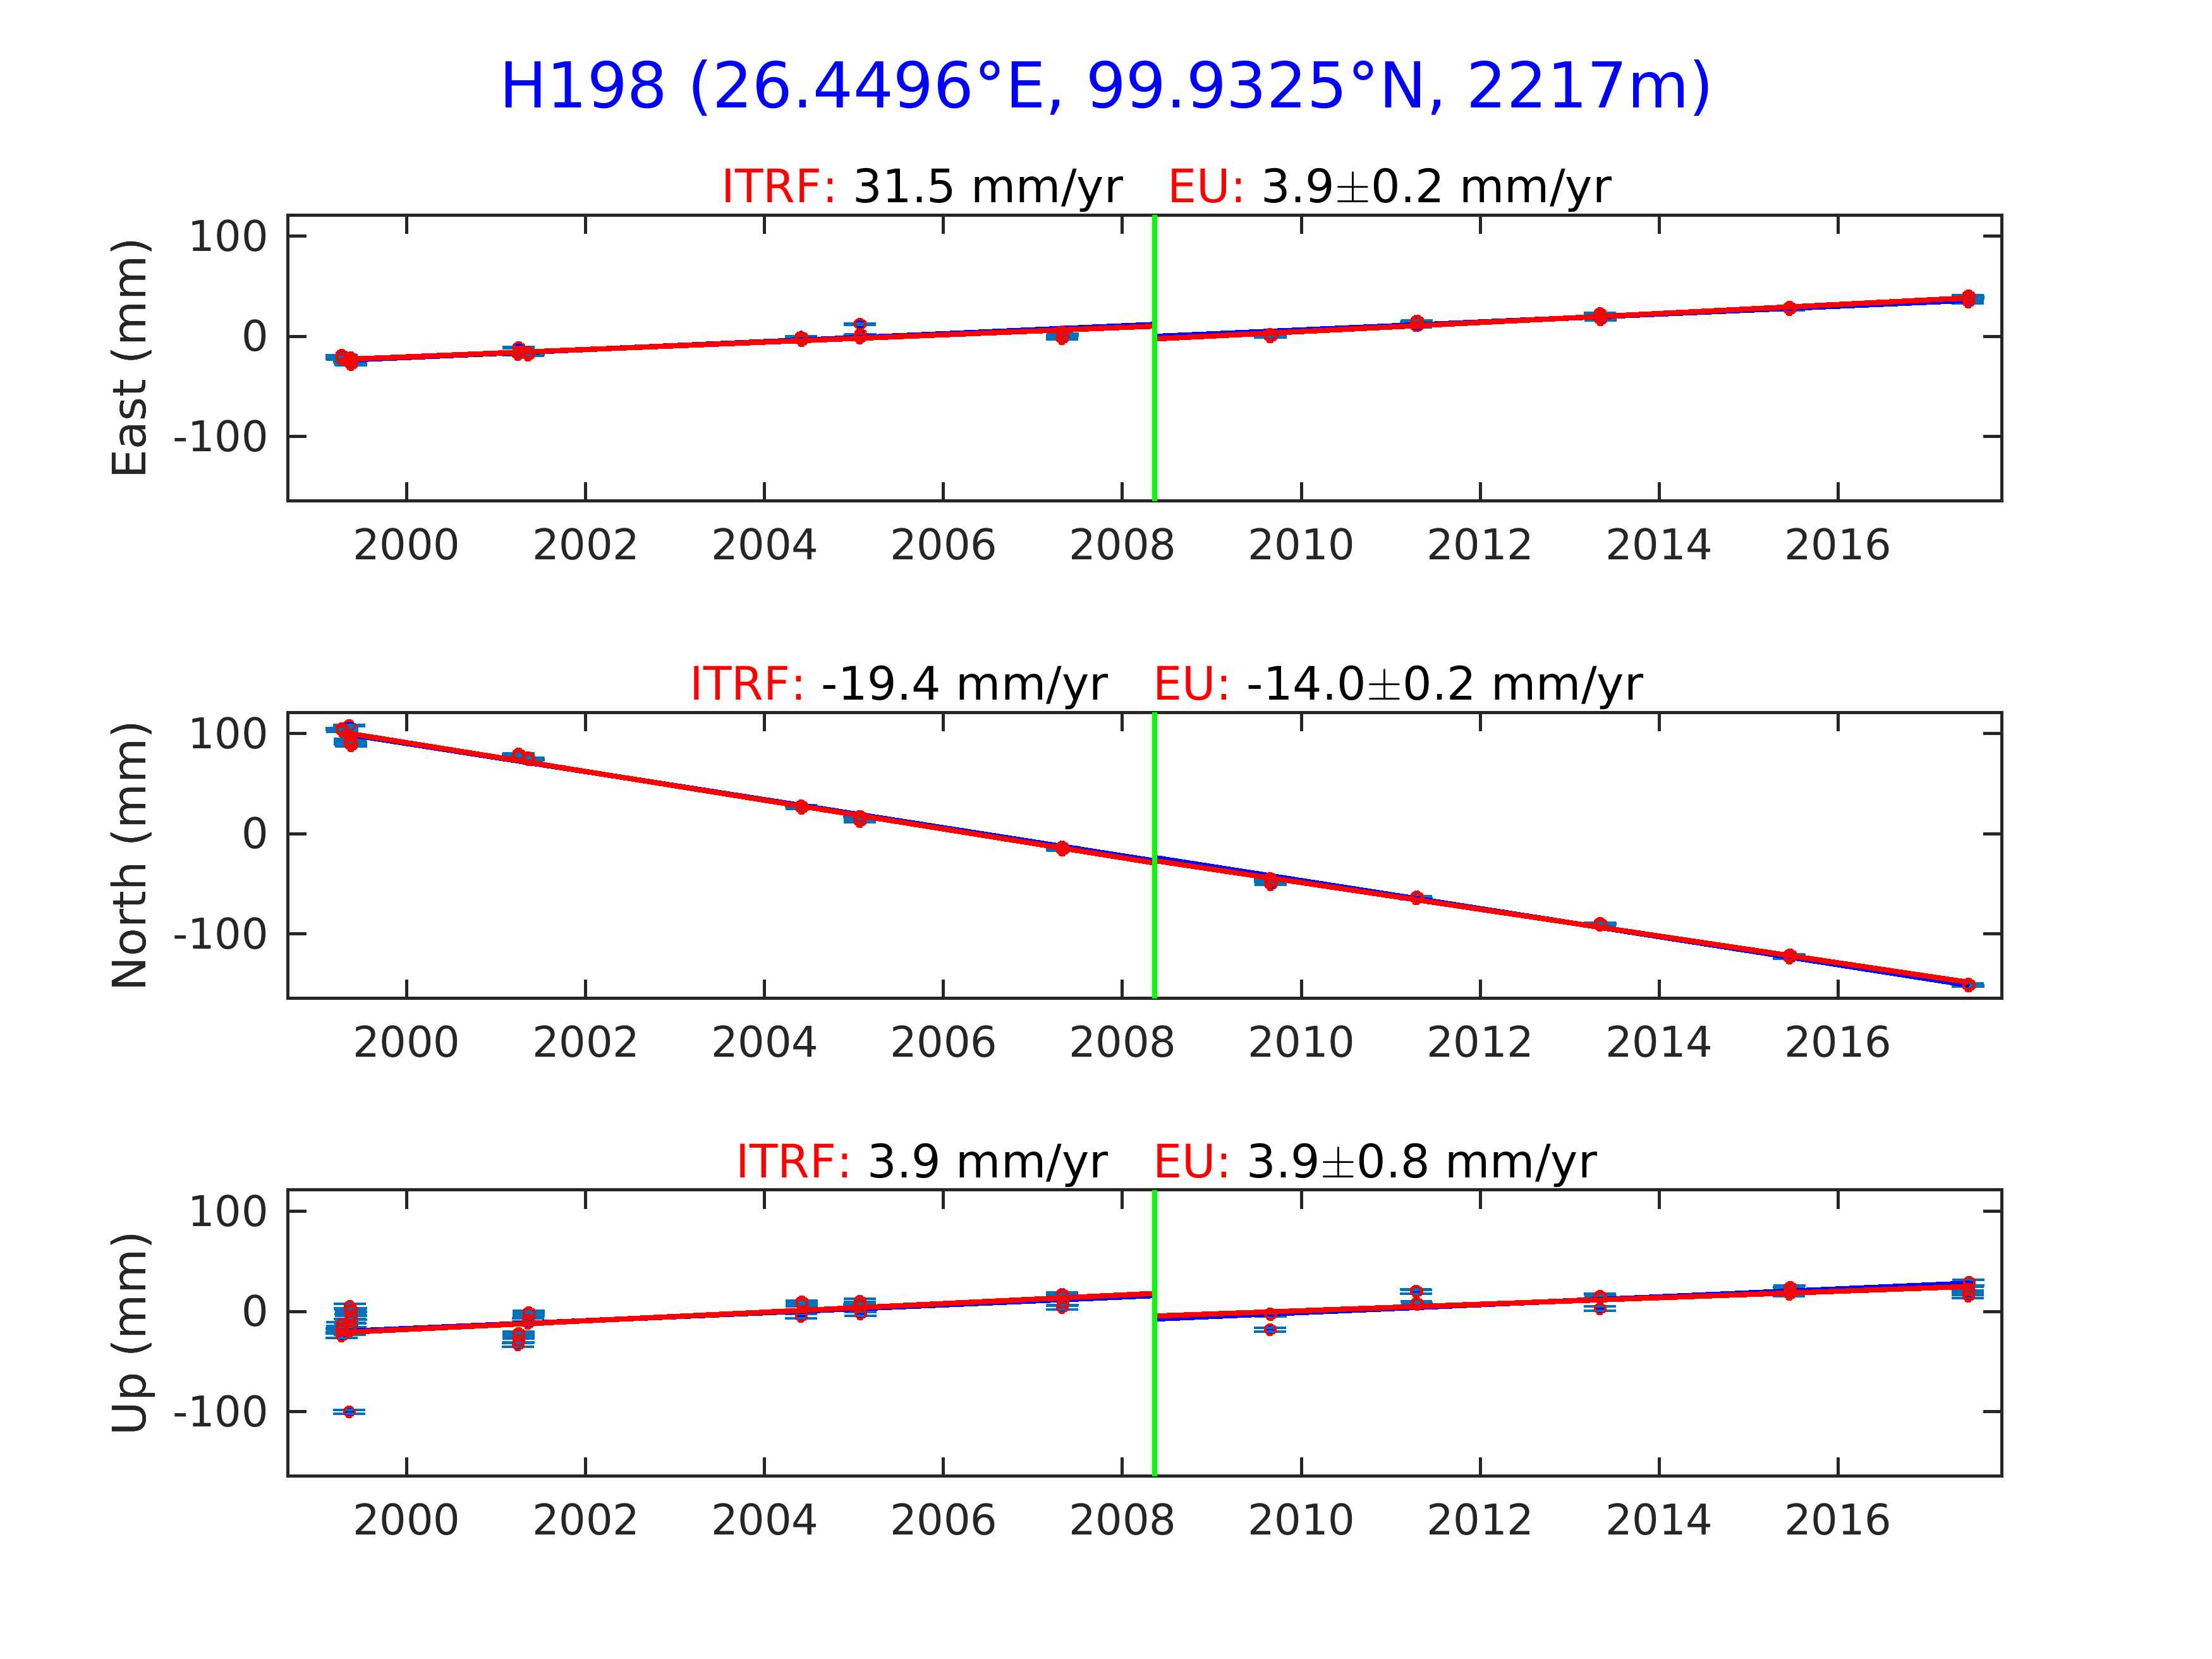 H198 (26.4496°E, 99.9325°N, 2217m)
ITRF: 31.5 mm/yr EU: 3.9±0.2 mm/yr
East (mm)
100
0
-100
2000 2002 2004 2006 2008 2010 2012 2014 2016
ITRF: -19.4 mm/yr EU: -14.0±0.2 mm/yr
North (mm)
100
0
-100
2000 2002 2004 2006 2008 2010 2012 2014 2016
ITRF: 3.9 mm/yr EU: 3.9±0.8 mm/yr
Up (mm)
100
0
-100
2000 2002 2004 2006 2008 2010 2012 2014 2016